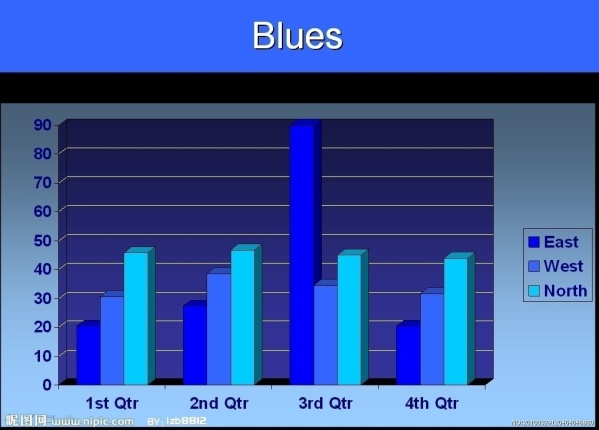 Blues
90
80
70
60
50
40
30
20
10
0
1st Qtr 2nd Qtr 3rd Qtr 4th Qtr
East
West
North
昵图网 www.nipic.com BY: lzb8812